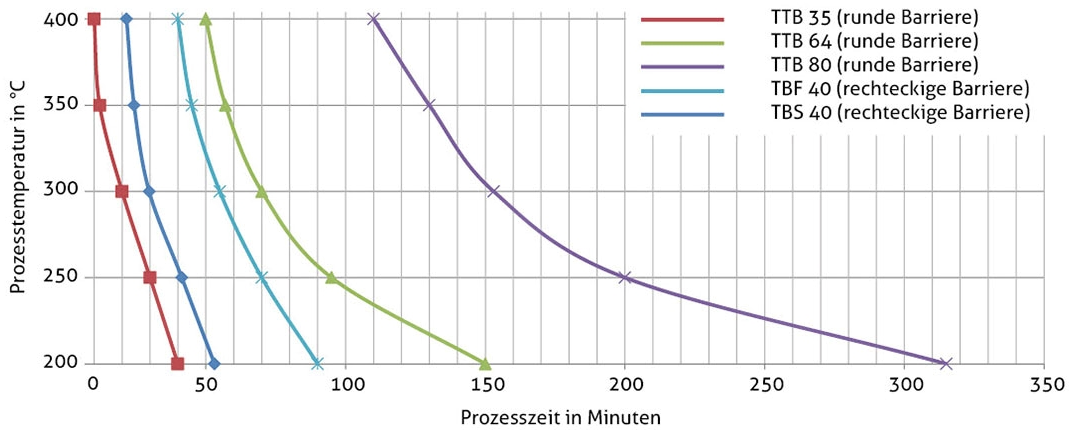 400
350
300
250
200
Prozesstemperatur in °C
0 50 100 150 200 250 300 350
Prozesszeit in Minuten
TTB 35 (runde Barriere)
TTB 64 (runde Barriere)
TTB 80 (runde Barriere)
TBF 40 (rechteckige Barriere)
TBS 40 (rechteckige Barriere)